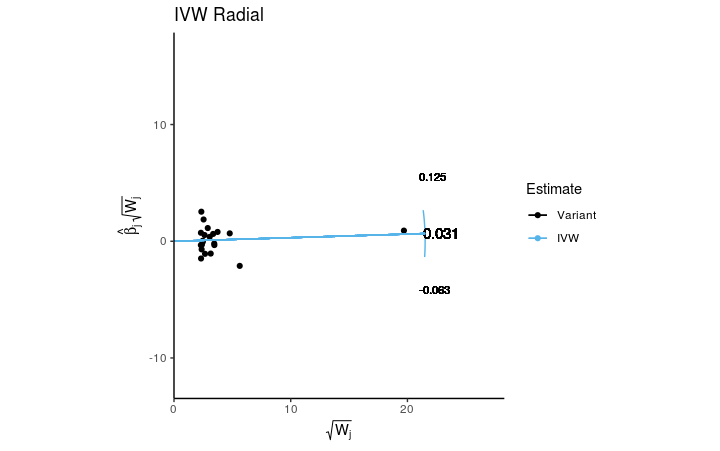 IVW Radial
β̂ⱼ√Wⱼ
10
0
-10
0.125
0.031
-0.063
0
10
20
√Wⱼ
Estimate
Variant
IVW